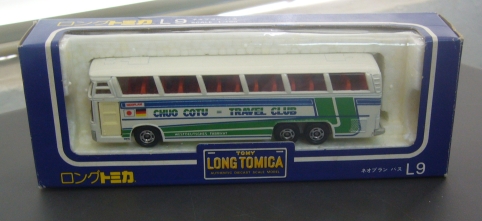 ロングトミカ L9
CHUO COTU - TRAVEL CLUB
TOMY
LONG TOMICA
ロングトミカ
ネオプラン バス L9